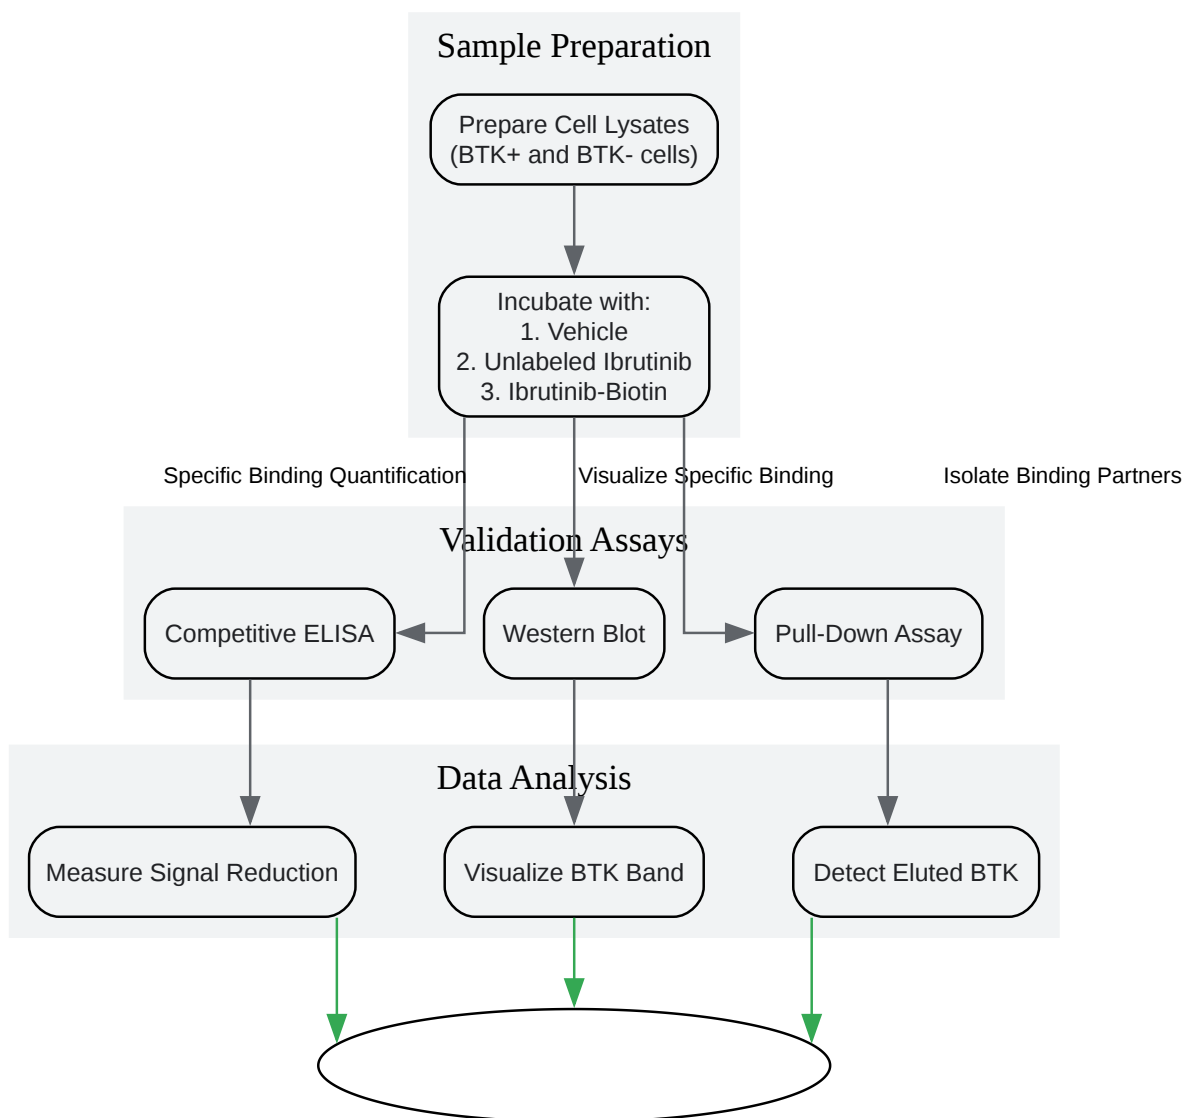 Sample Preparation
Prepare Cell Lysates
(BTK+ and BTK- cells)
Incubate with:
1. Vehicle
2. Unlabeled Ibrutinib
3. Ibrutinib-Biotin
Specific Binding Quantification
Visualize Specific Binding
Isolate Binding Partners
Validation Assays
Competitive ELISA
Western Blot
Pull-Down Assay
Data Analysis
Measure Signal Reduction
Visualize BTK Band
Detect Eluted BTK